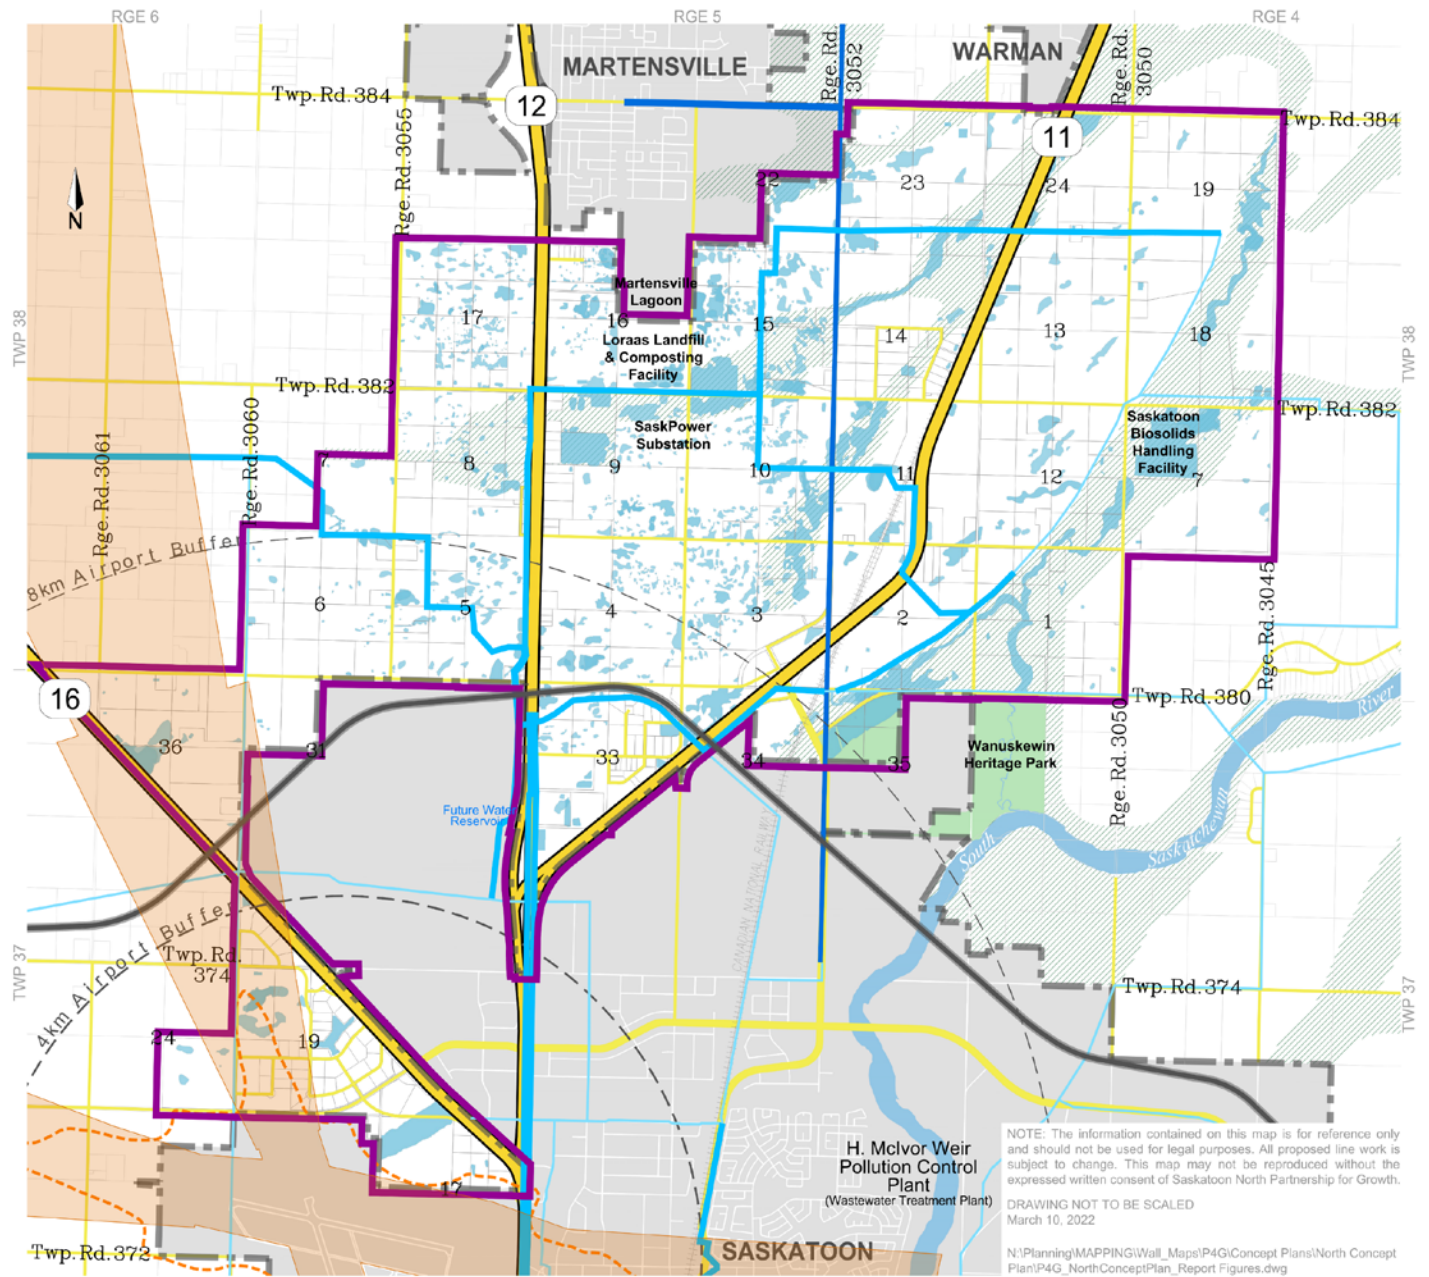 RGE 6
RGE 5
RGE 4
MARTENSVILLE
WARMAN
Rge.Rd.
3052
Rge.Rd.
3050
Twp.Rd.384
12
11
Twp.Rd.384
Rge.Rd.3055
N
22
23
24
19
Martensville
Lagoon
17
16
15
14
13
18
Loraas Landfill
& Composting
Facility
TWP 38
TWP 38
Twp.Rd.382
Twp.Rd.382
Rge.Rd.3061
Rge.Rd.3060
SaskPower
Substation
Saskatoon
Biosolids
Handling
Facility
7
8
9
10
11
12
7
8km Airport Buffer
6
5
4
3
2
1
Rge.Rd.3045
16
Twp.Rd.380
Rge.Rd.3050
South
Saskatchewan
River
36
31
33
34
35
Wanuskewin
Heritage Park
Future Water
Reservoir
CANADIAN NATIONAL RAILWAY
4km Airport Buffer
Twp.Rd.
374
TWP 37
TWP 37
Twp.Rd.374
24
19
17
H. McIvor Weir
Pollution Control
Plant
(Wastewater Treatment Plant)
SASKATOON
Twp.Rd.372
NOTE: The information contained on this map is for reference only
and should not be used for legal purposes. All proposed line work is
subject to change. This map may not be reproduced without the
expressed written consent of Saskatoon North Partnership for Growth.
DRAWING NOT TO BE SCALED
March 10, 2022
N:\Planning\MAPPING\Wall_Maps\P4G\Concept Plans\North Concept
Plan\P4G_NorthConceptPlan_Report Figures.dwg